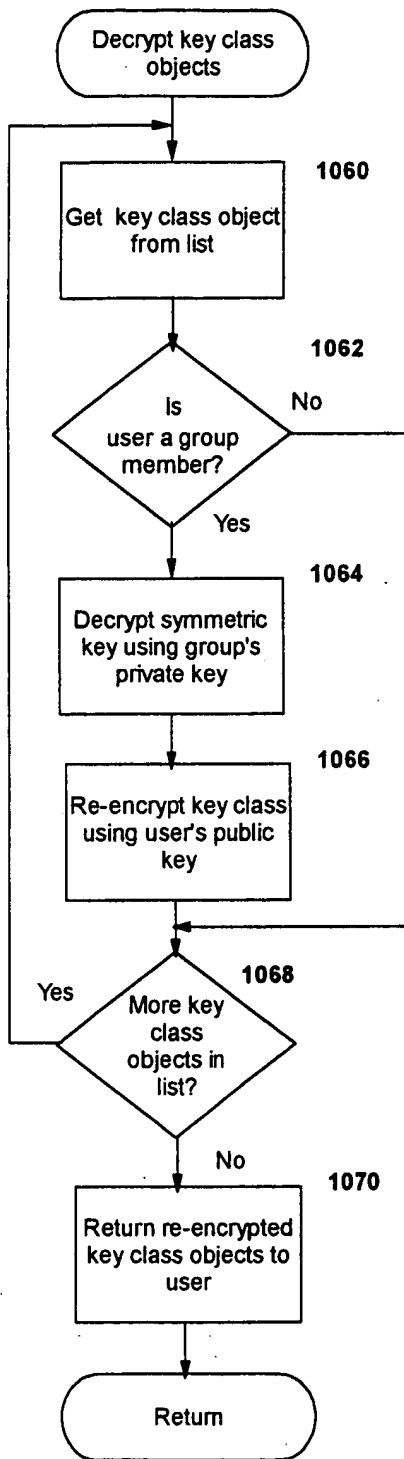 Decrypt key class
objects
1060
Get key class object
from list
1062
Is
user a group
member?
No
Yes
1064
Decrypt symmetric
key using group's
private key
1066
Re-encrypt key class
using user's public
key
1068
Yes
More key
class
objects in
list?
No
1070
Return re-encrypted
key class objects to
user
Return